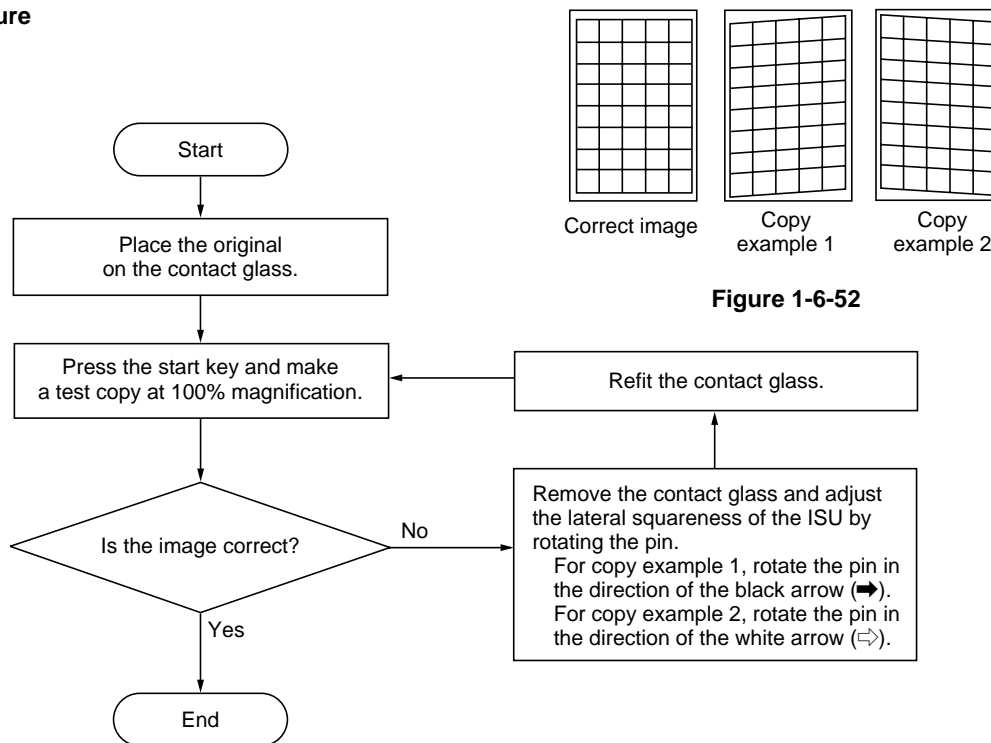 ure
Correct image
Copy
example 1
Copy
example 2
Figure 1-6-52
Start
Place the original
on the contact glass.
Press the start key and make
a test copy at 100% magnification.
Refit the contact glass.
Is the image correct?
No
Remove the contact glass and adjust
the lateral squareness of the ISU by
rotating the pin.
For copy example 1, rotate the pin in
the direction of the black arrow (➡).
For copy example 2, rotate the pin in
the direction of the white arrow (⇨).
Yes
End